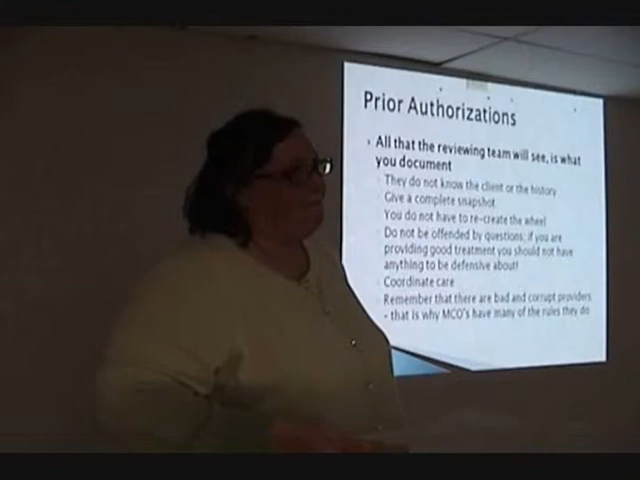 Prior Authorizations
All that the reviewing team will see, is what
you document
They do not know the client or the history
Give a complete snapshot
You do not have to re-create the wheel
Do not be offended by questions; if you are
providing good treatment you should not have
anything to be defensive about!
Coordinate care
Remember that there are bad and corrupt providers
- that is why MCO's have many of the rules they do